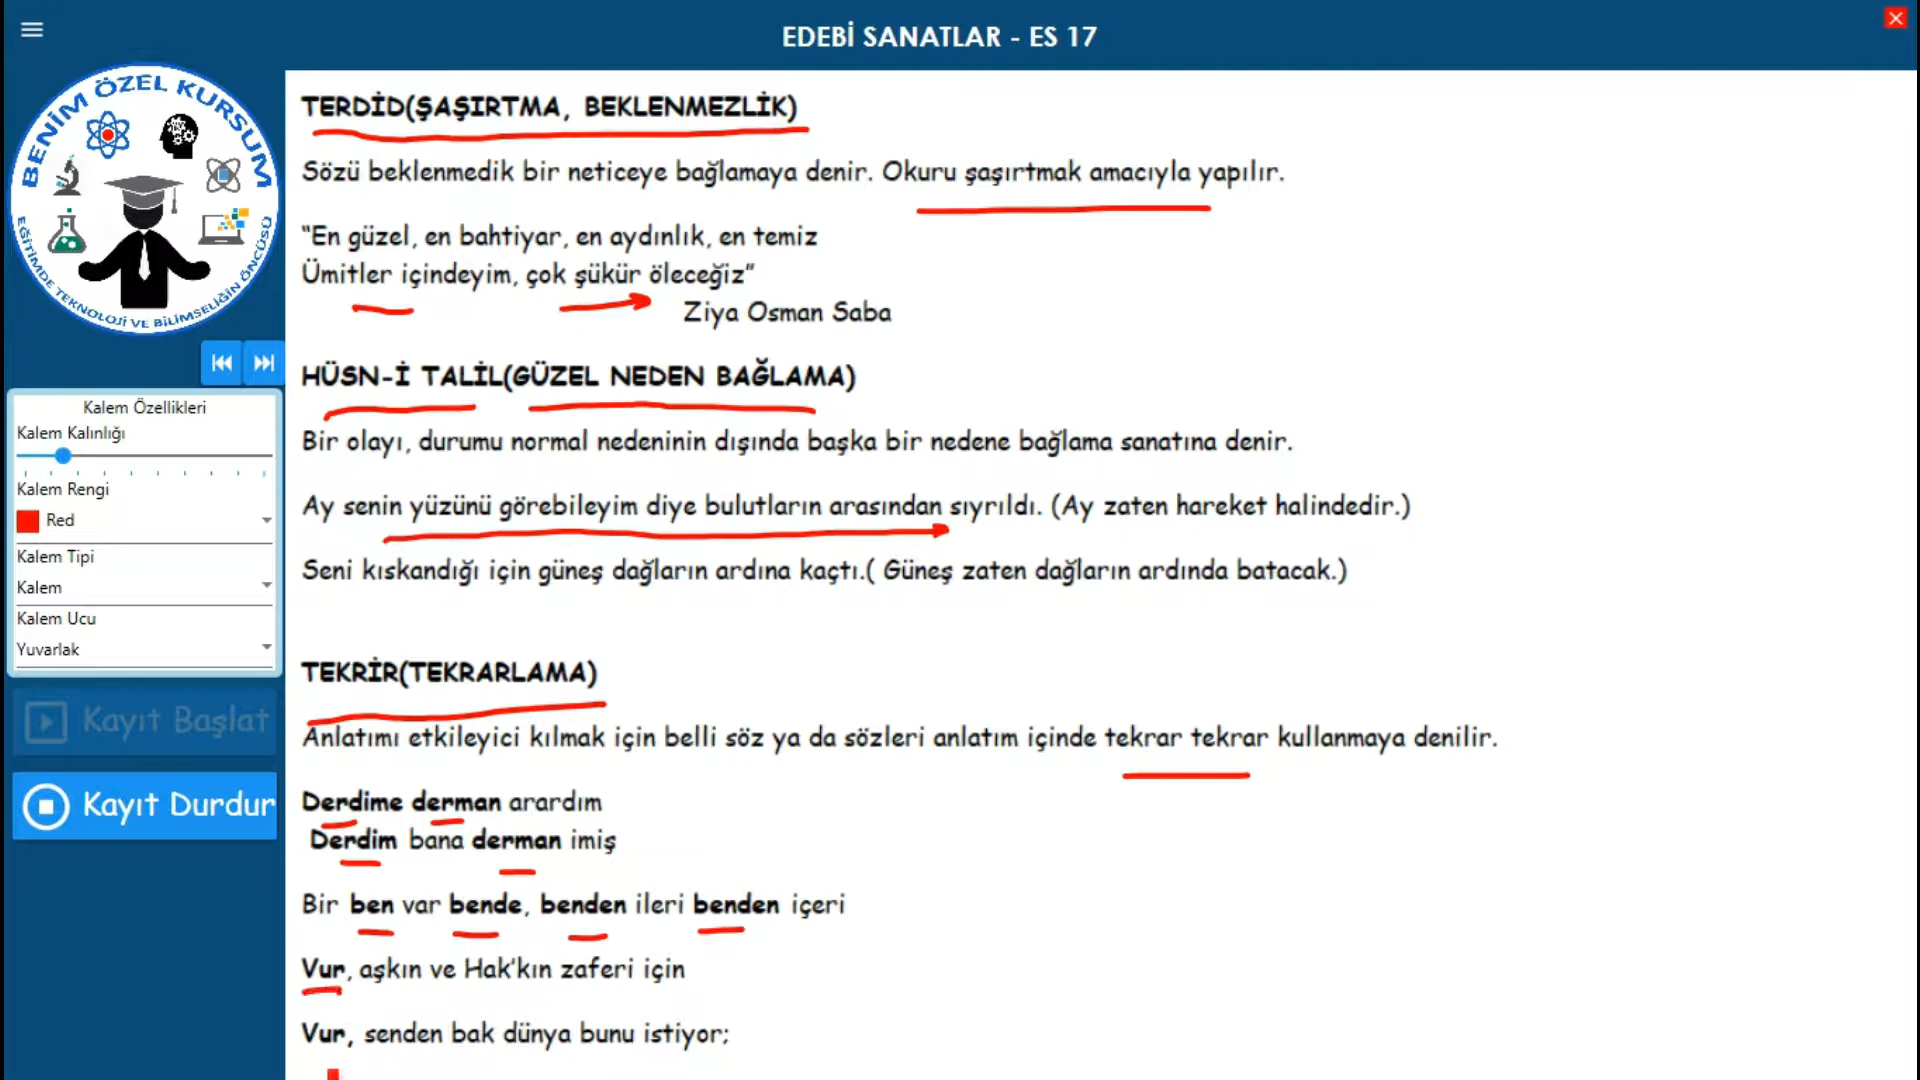 EDEBİ SANATLAR - ES 17
BENİM ÖZEL KURSUM
EĞİTİMDE TEKNOLOJİ VE BİLİMSELİĞİN ÖNCÜSÜ
Kalem Özellikleri
Kalem Kalınlığı
Kalem Rengi
Red
Kalem Tipi
Kalem
Kalem Ucu
Yuvarlak
Kayıt Başlat
Kayıt Durdur
TERDİD(ŞAŞIRTMA, BEKLENMEZLİK)
Sözü beklenmedik bir neticeye bağlamaya denir. Okuru şaşırtmak amacıyla yapılır.
“En güzel, en bahtiyar, en aydınlık, en temiz
Ümitler içindeyim, çok şükür öleceğiz”
Ziya Osman Saba
HÜSN-İ TALİL(GÜZEL NEDEN BAĞLAMA)
Bir olayı, durumu normal nedeninin dışında başka bir nedene bağlama sanatına denir.
Ay senin yüzünü görebileyim diye bulutların arasından sıyrıldı. (Ay zaten hareket halindedir.)
Seni kıskandığı için güneş dağların ardına kaçtı.( Güneş zaten dağların ardında batacak.)
TEKRİR(TEKRARLAMA)
Anlatımı etkileyici kılmak için belli söz ya da sözleri anlatım içinde tekrar tekrar kullanmaya denilir.
Derdime derman arardım
Derdim bana derman imiş
Bir ben var bende, benden ileri benden içeri
Vur, aşkın ve Hak’kın zaferi için
Vur, senden bak dünya bunu istiyor;